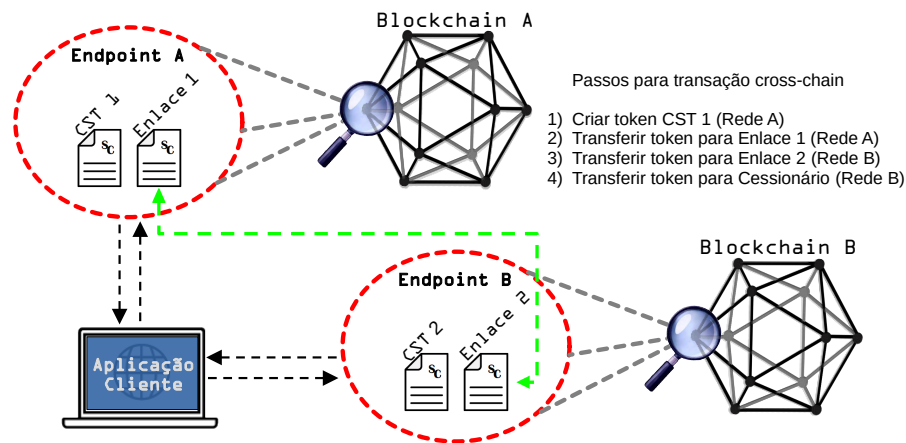 Blockchain A
Endpoint A
CST 1
Enlace 1
SC
SC
Passos para transação cross-chain
1) Criar token CST 1 (Rede A)
2) Transferir token para Enlace 1 (Rede A)
3) Transferir token para Enlace 2 (Rede B)
4) Transferir token para Cessionário (Rede B)
Blockchain B
Endpoint B
CST 2
Enlace 2
SC
SC
Aplicação
Cliente